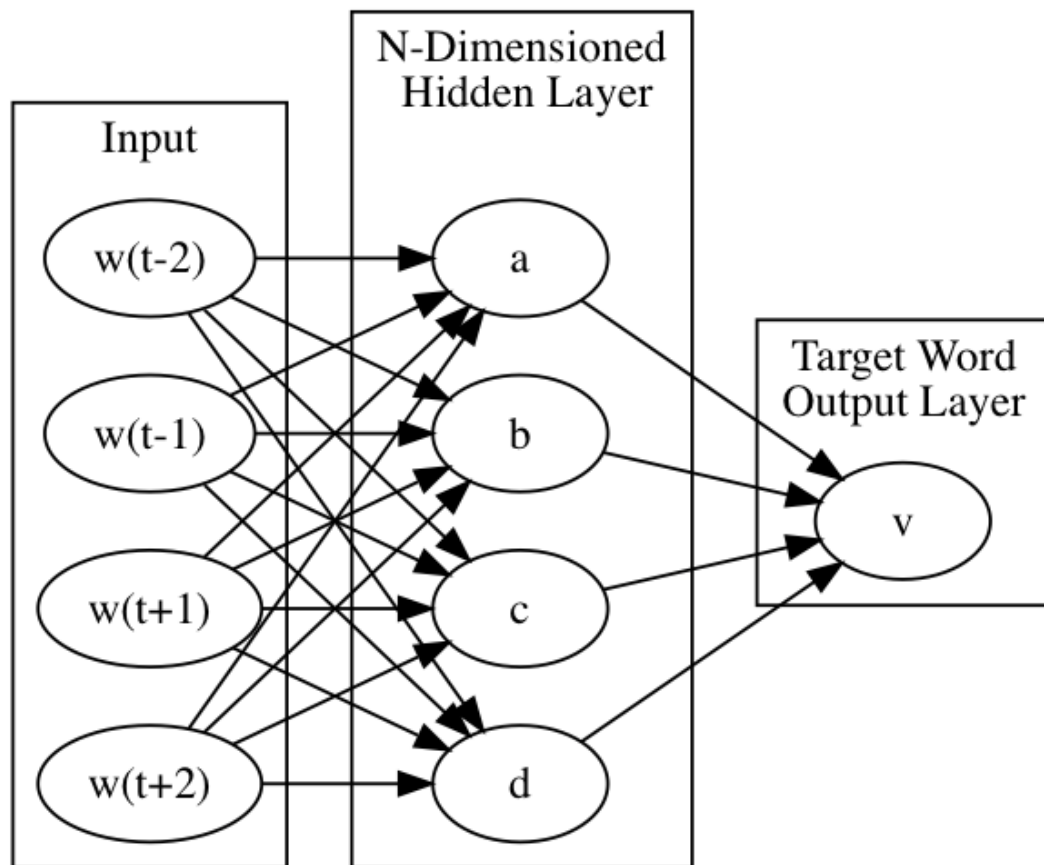 N-Dimensioned
Hidden Layer
Input
w(t-2)
a
w(t-1)
b
Target Word
Output Layer
v
w(t+1)
c
w(t+2)
d